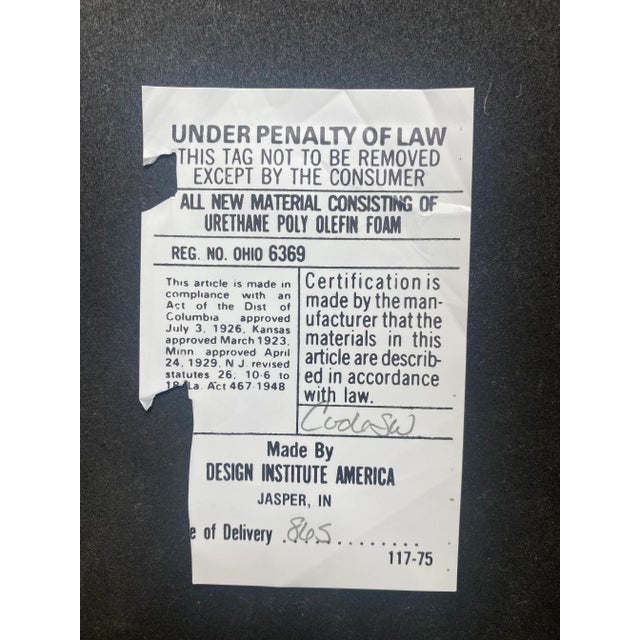 UNDER PENALTY OF LAW
THIS TAG NOT TO BE REMOVED
EXCEPT BY THE CONSUMER
ALL NEW MATERIAL CONSISTING OF
URETHANE POLY OLEFIN FOAM
REG. NO. OHIO 6369
This article is made in
compliance with an
Act of the Dist of
Columbia approved
July 3, 1926, Kansas
approved March 1923,
Minn approved April
24, 1929, N J. revised
statutes 26, 10-6 to
18 La. Act 467-1948
Certification is
made by the man-
ufacturer that the
materials in this
article are describ-
ed in accordance
with law.
Made By
DESIGN INSTITUTE AMERICA
JASPER, IN
e of Delivery 865
117-75